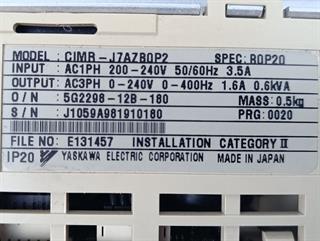 MODEL : CIMR-J7AZB0P2 SPEC: B0P20
INPUT : AC1PH 200-240V 50/60Hz 3.5A
OUTPUT : AC3PH 0-240V 0-400Hz 1.6A 0.6kVA
O / N : 5G2298-12B-180 MASS: 0.5kg
S / N : J1059A981910180 PRG: 0020
FILE NO : E131457 INSTALLATION CATEGORY II
IP20 YASKAWA ELECTRIC CORPORATION MADE IN JAPAN